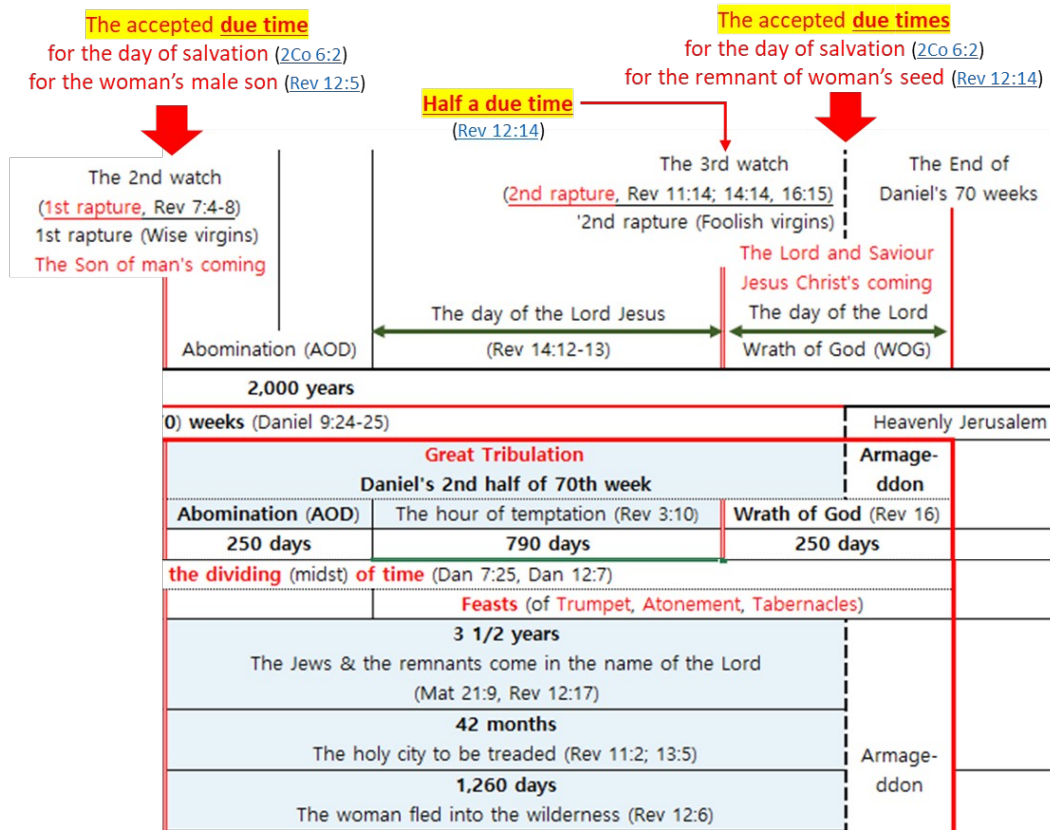 The accepted due time
for the day of salvation (2Co 6:2)
for the woman's male son (Rev 12:5)
The accepted due times
for the day of salvation (2Co 6:2)
for the remnant of woman's seed (Rev 12:14)
Half a due time
(Rev 12:14)
The 2nd watch
(1st rapture, Rev 7:4-8)
1st rapture (Wise virgins)
The Son of man's coming
The 3rd watch
(2nd rapture, Rev 11:14; 14:14, 16:15)
'2nd rapture (Foolish virgins)
The End of
Daniel's 70 weeks
The Lord and Saviour
Jesus Christ's coming
The day of the Lord Jesus
The day of the Lord
Abomination (AOD)
(Rev 14:12-13)
Wrath of God (WOG)
2,000 years
0) weeks (Daniel 9:24-25)
Heavenly Jerusalem
Great Tribulation
Daniel's 2nd half of 70th week
Armage-
ddon
Abomination (AOD)
The hour of temptation (Rev 3:10)
Wrath of God (Rev 16)
250 days
790 days
250 days
the dividing (midst) of time (Dan 7:25, Dan 12:7)
Feasts (of Trumpet, Atonement, Tabernacles)
3 1/2 years
The Jews & the remnants come in the name of the Lord
(Mat 21:9, Rev 12:17)
42 months
The holy city to be treaded (Rev 11:2; 13:5)
Armage-
ddon
1,260 days
The woman fled into the wilderness (Rev 12:6)